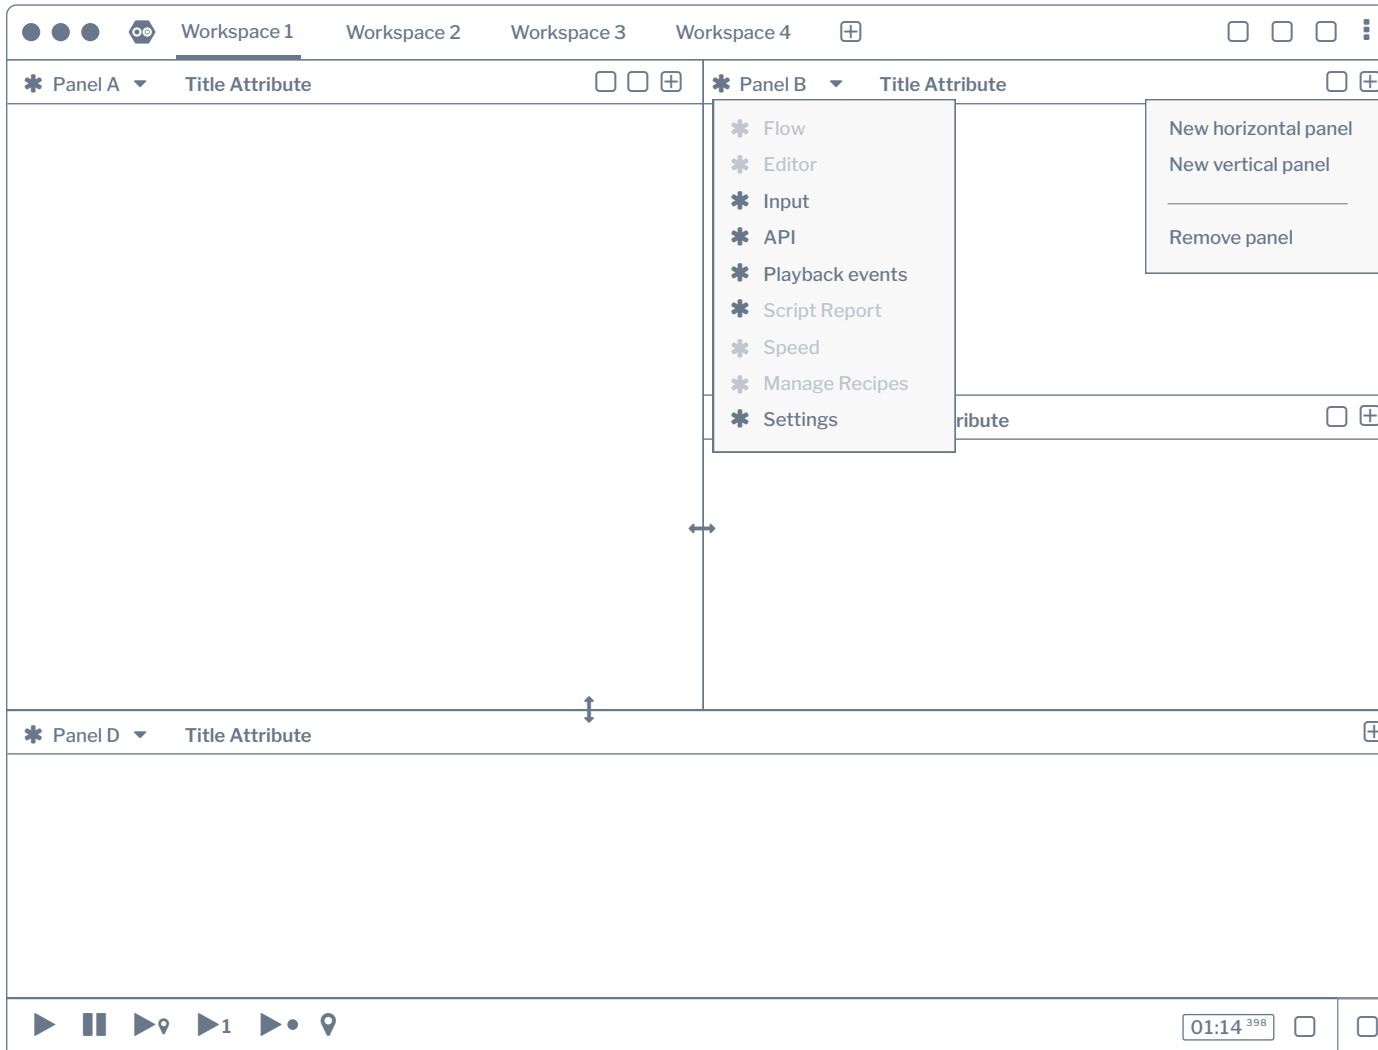 Workspace 1 Workspace 2 Workspace 3 Workspace 4
Panel A Title Attribute
Panel B Title Attribute
Flow
Editor
Input
API
Playback events
Script Report
Speed
Manage Recipes
Settings
New horizontal panel
New vertical panel
Remove panel
ribute
Panel D Title Attribute
1
01:14 398